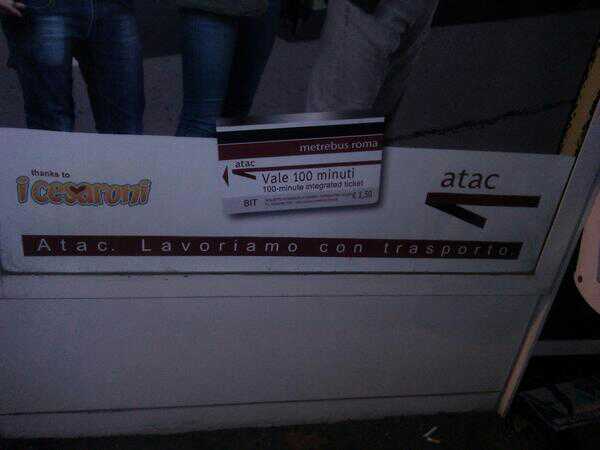 thanks to
i Cesaroni
metrebus roma
atac
Vale 100 minuti
100-minute integrated ticket
BIT
€ 1,50
atac
Atac. Lavoriamo con trasporto.